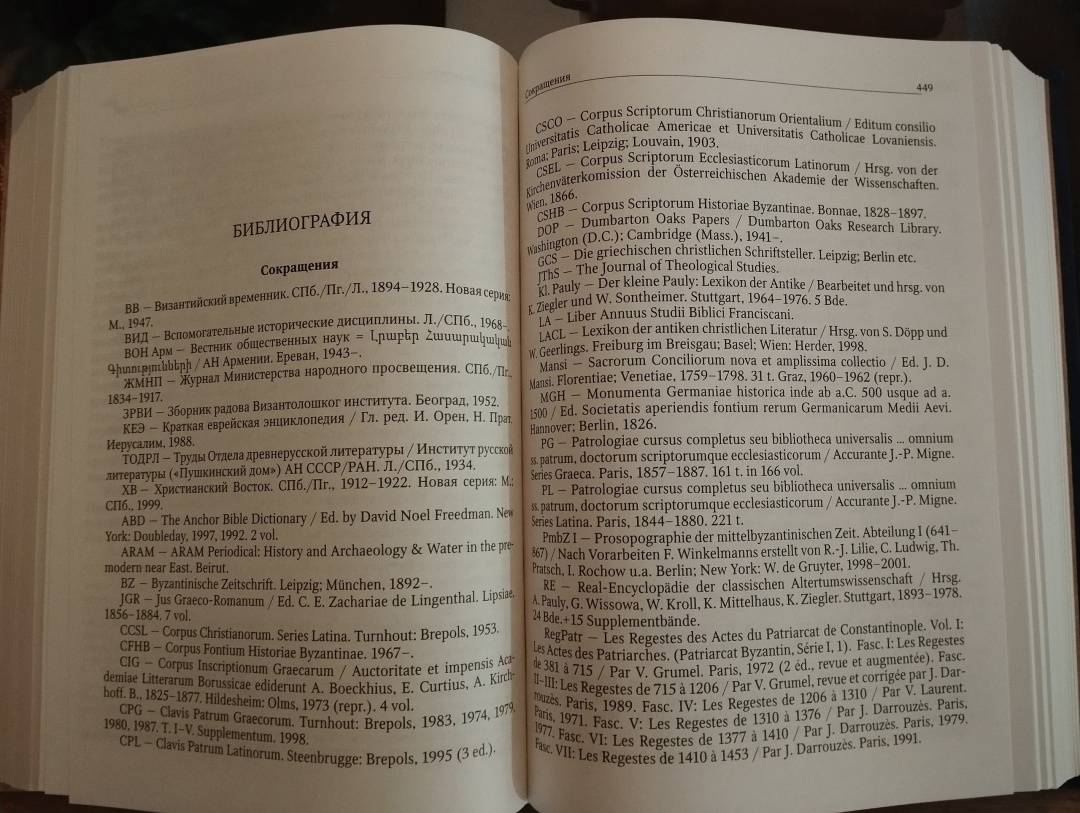 БИБЛИОГРАФИЯ
Сокращения
ВВ — Византийский временник. СПб./Пг./Л., 1894–1928. Новая серия:
М., 1947.
ВИД — Вспомогательные исторические дисциплины. Л./СПб., 1968–.
ВОН Арм — Вестник общественных наук = Լրաբեր Հասարակական
Գիտությունների / АН Армении. Ереван, 1943–.
ЖМНП — Журнал Министерства народного просвещения. СПб./Пг.,
1834–1917.
ЗРВИ — Зборник радова Византолошког института. Београд, 1952.
КЕЭ — Краткая еврейская энциклопедия / Гл. ред. И. Орен, Н. Прат.
Иерусалим, 1988.
ТОДРЛ — Труды Отдела древнерусской литературы / Институт русской
литературы («Пушкинский дом») АН СССР/РАН. Л./СПб., 1934.
ХВ — Христианский Восток. СПб./Пг., 1912–1922. Новая серия: М.;
СПб., 1999.
ABD — The Anchor Bible Dictionary / Ed. by David Noel Freedman. New
York: Doubleday, 1997, 1992. 2 vol.
ARAM — ARAM Periodical: History and Archaeology & Water in the pre-
modern near East. Beirut.
BZ — Byzantinische Zeitschrift. Leipzig; München, 1892–.
JGR — Jus Graeco-Romanum / Ed. C. E. Zachariae de Lingenthal. Lipsiae,
1856–1884. 7 vol.
CCSL — Corpus Christianorum. Series Latina. Turnhout: Brepols, 1953.
CFHB — Corpus Fontium Historiae Byzantinae. 1967–.
CIG — Corpus Inscriptionum Graecarum / Auctoritate et impensis Aca-
demiae Litterarum Borussicae ediderunt A. Boeckhius, E. Curtius, A. Kirch-
hoff. B., 1825–1877. Hildesheim: Olms, 1973 (repr.). 4 vol.
CPG — Clavis Patrum Graecorum. Turnhout: Brepols, 1983, 1974, 1979,
1980, 1987. T. I–V. Supplementum. 1998.
CPL — Clavis Patrum Latinorum. Steenbrugge: Brepols, 1995 (3 ed.).
Сокращения 449
CSCO — Corpus Scriptorum Christianorum Orientalium / Editum consilio
Universitatis Catholicae Americae et Universitatis Catholicae Lovaniensis.
Roma; Paris; Leipzig; Louvain, 1903.
CSEL — Corpus Scriptorum Ecclesiasticorum Latinorum / Hrsg. von der
Kirchenväterkomission der Österreichischen Akademie der Wissenschaften.
Wien, 1866.
CSHB — Corpus Scriptorum Historiae Byzantinae. Bonnae, 1828–1897.
DOP — Dumbarton Oaks Papers / Dumbarton Oaks Research Library.
Washington (D.C.); Cambridge (Mass.), 1941–.
GCS — Die griechischen christlichen Schriftsteller. Leipzig; Berlin etc.
JThS — The Journal of Theological Studies.
Kl. Pauly — Der kleine Pauly: Lexikon der Antike / Bearbeitet und hrsg. von
K. Ziegler und W. Sontheimer. Stuttgart, 1964–1976. 5 Bde.
LA — Liber Annuus Studii Biblici Franciscani.
LACL — Lexikon der antiken christlichen Literatur / Hrsg. von S. Döpp und
W. Geerlings. Freiburg im Breisgau; Basel; Wien: Herder, 1998.
Mansi — Sacrorum Conciliorum nova et amplissima collectio / Ed. J. D.
Mansi. Florentiae; Venetiae, 1759–1798. 31 t. Graz, 1960–1962 (repr.).
MGH — Monumenta Germaniae historica inde ab a.C. 500 usque ad a.
1500 / Ed. Societatis aperiendis fontium rerum Germanicarum Medii Aevi.
Hannover; Berlin, 1826.
PG — Patrologiae cursus completus seu bibliotheca universalis ... omnium
ss. patrum, doctorum scriptorumque ecclesiasticorum / Accurante J.-P. Migne.
Series Graeca. Paris, 1857–1887. 161 t. in 166 vol.
PL — Patrologiae cursus completus seu bibliotheca universalis ... omnium
ss. patrum, doctorum scriptorumque ecclesiasticorum / Accurante J.-P. Migne.
Series Latina. Paris, 1844–1880. 221 t.
PmbZ I — Prosopographie der mittelbyzantinischen Zeit. Abteilung I (641–
867) / Nach Vorarbeiten F. Winkelmanns erstellt von R.-J. Lilie, C. Ludwig, Th.
Pratsch, I. Rochow u.a. Berlin; New York: W. de Gruyter, 1998–2001.
RE — Real-Encyclopädie der classischen Altertumswissenschaft / Hrsg.
A. Pauly, G. Wissowa, W. Kroll, K. Mittelhaus, K. Ziegler. Stuttgart, 1893–1978.
24 Bde.+15 Supplementbände.
RegPatr — Les Regestes des Actes du Patriarcat de Constantinople. Vol. I:
Les Actes des Patriarches. (Patriarcat Byzantin, Série I, 1). Fasc. I: Les Regestes
de 381 à 715 / Par V. Grumel. Paris, 1972 (2 éd., revue et augmentée). Fasc.
II–III: Les Regestes de 715 à 1206 / Par V. Grumel, revue et corrigée par J. Dar-
rouzès. Paris, 1989. Fasc. IV: Les Regestes de 1206 à 1310 / Par V. Laurent.
Paris, 1971. Fasc. V: Les Regestes de 1310 à 1376 / Par J. Darrouzès. Paris,
1977. Fasc. VI: Les Regestes de 1377 à 1410 / Par J. Darrouzès. Paris, 1979.
Fasc. VII: Les Regestes de 1410 à 1453 / Par J. Darrouzès. Paris, 1991.